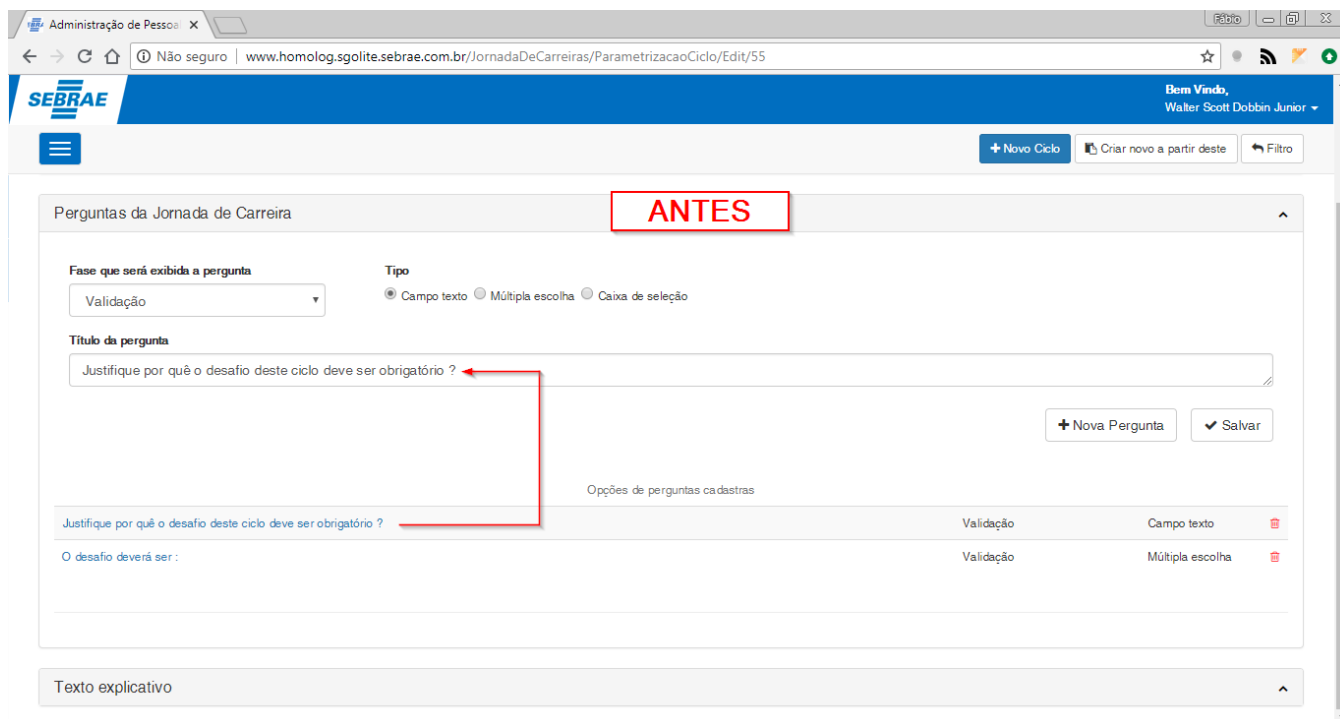 Administração de Pessoa
Fábio
Não seguro | www.homolog.sgolite.sebrae.com.br/JornadaDeCarreiras/ParametrizacaoCiclo/Edit/55
SEBRAE
Bem Vindo,
Walter Scott Dobbin Junior
+ Novo Ciclo Criar novo a partir deste Filtro
Perguntas da Jornada de Carreira
ANTES
Fase que será exibida a pergunta Tipo
Validação Campo texto Múltipla escolha Caixa de seleção
Título da pergunta
Justifique por quê o desafio deste ciclo deve ser obrigatório ?
+ Nova Pergunta Salvar
Opções de perguntas cadastras
Justifique por quê o desafio deste ciclo deve ser obrigatório ? Validação Campo texto
O desafio deverá ser : Validação Múltipla escolha
Texto explicativo